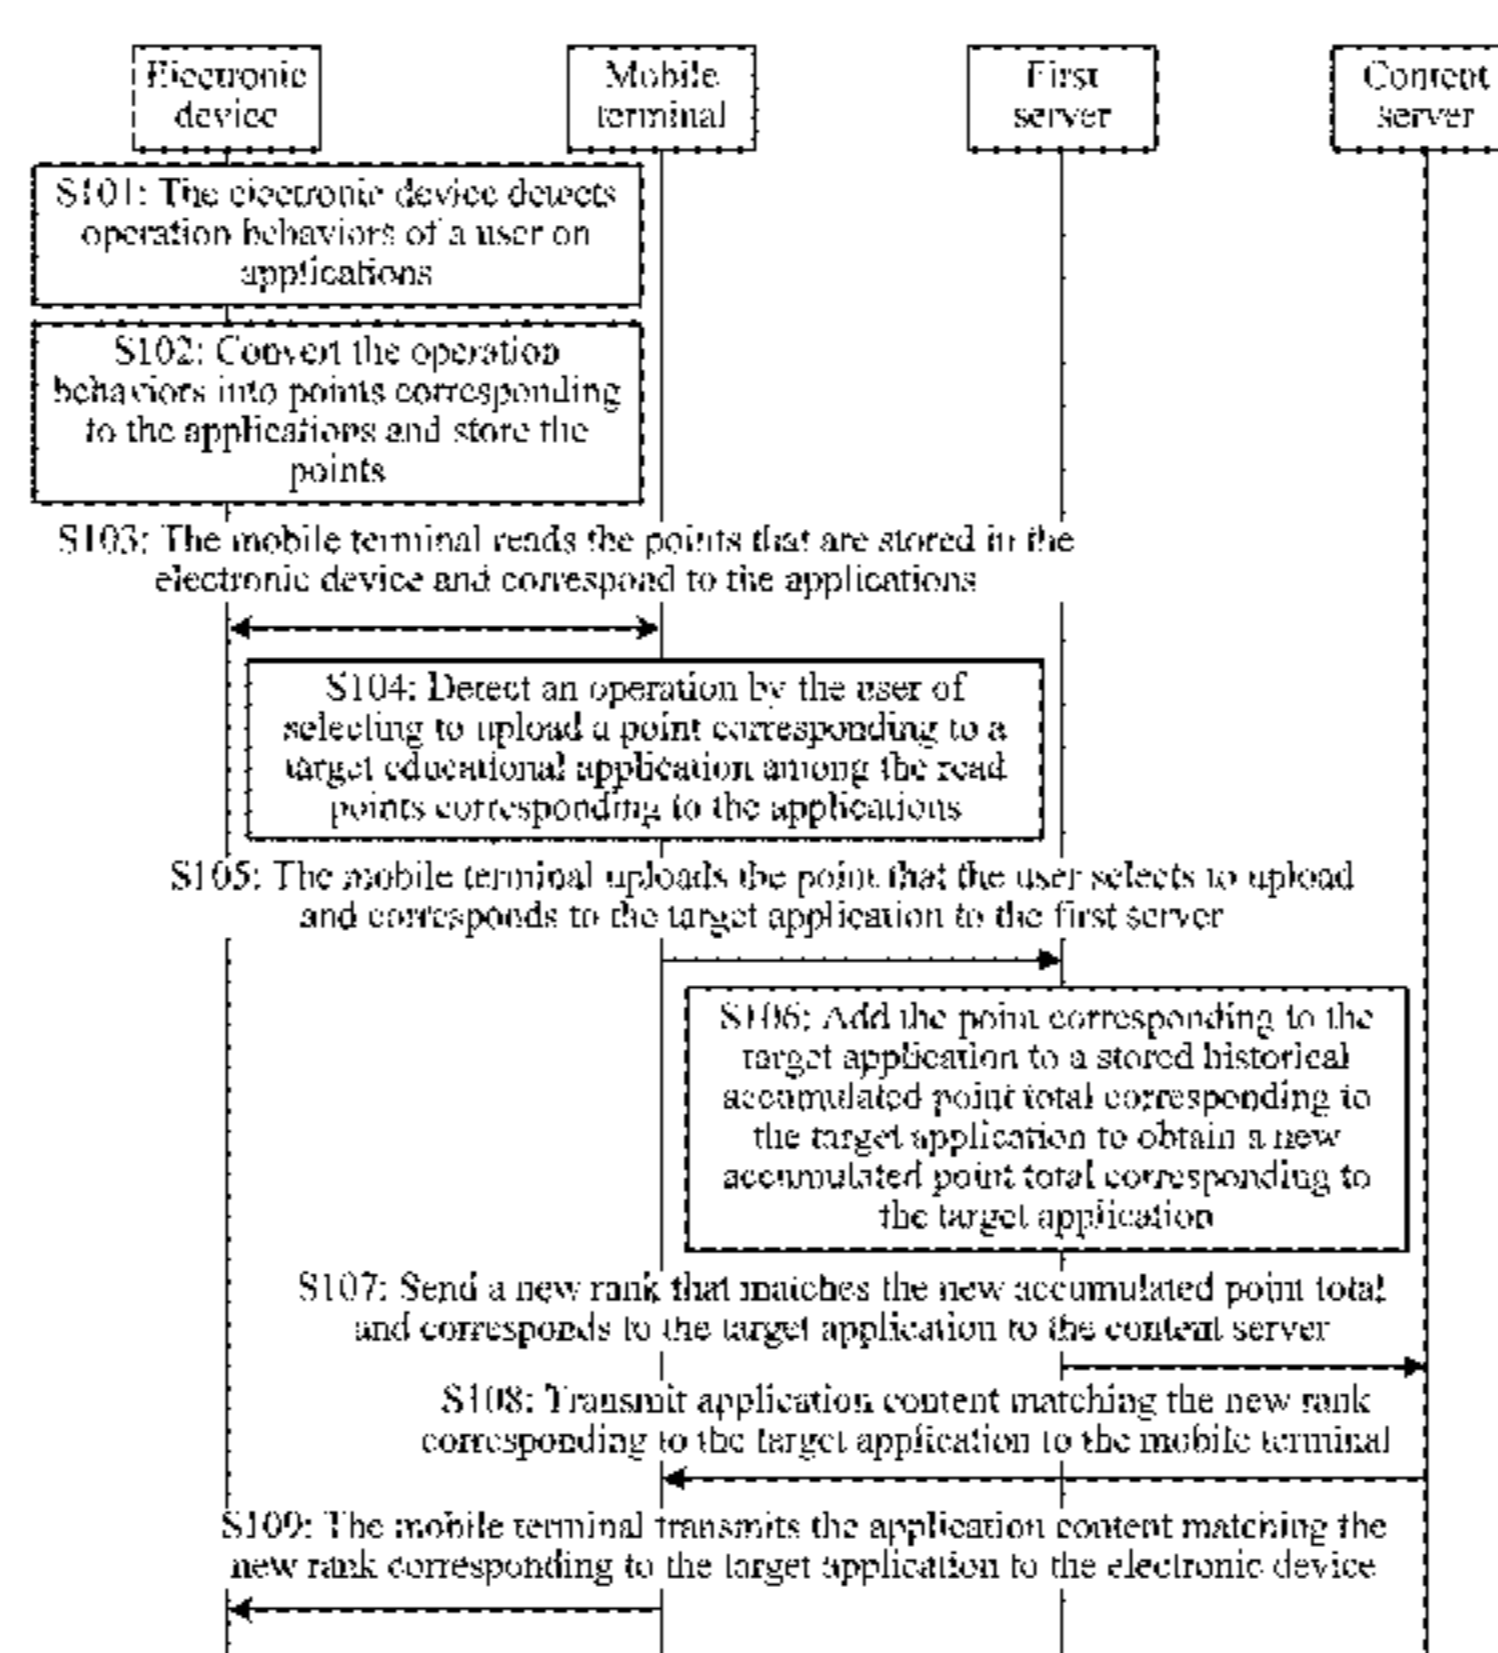 Electronic
device
Mobile
terminal
First
server
Content
server
S101: The electronic device detects
operation behaviors of a user on
applications
S102: Convert the operation
behaviors into points corresponding
to the applications and store the
points
S103: The mobile terminal reads the points that are stored in the
electronic device and correspond to the applications
S104: Detect an operation by the user of
selecting to upload a point corresponding to a
target educational application among the read
points corresponding to the applications
S105: The mobile terminal uploads the point that the user selects to upload
and corresponds to the target application to the first server
S106: Add the point corresponding to the
target application to a stored historical
accumulated point total corresponding to
the target application to obtain a new
accumulated point total corresponding to
the target application
S107: Send a new rank that matches the new accumulated point total
and corresponds to the target application to the content server
S108: Transmit application content matching the new rank
corresponding to the target application to the mobile terminal
S109: The mobile terminal transmits the application content matching the
new rank corresponding to the target application to the electronic device